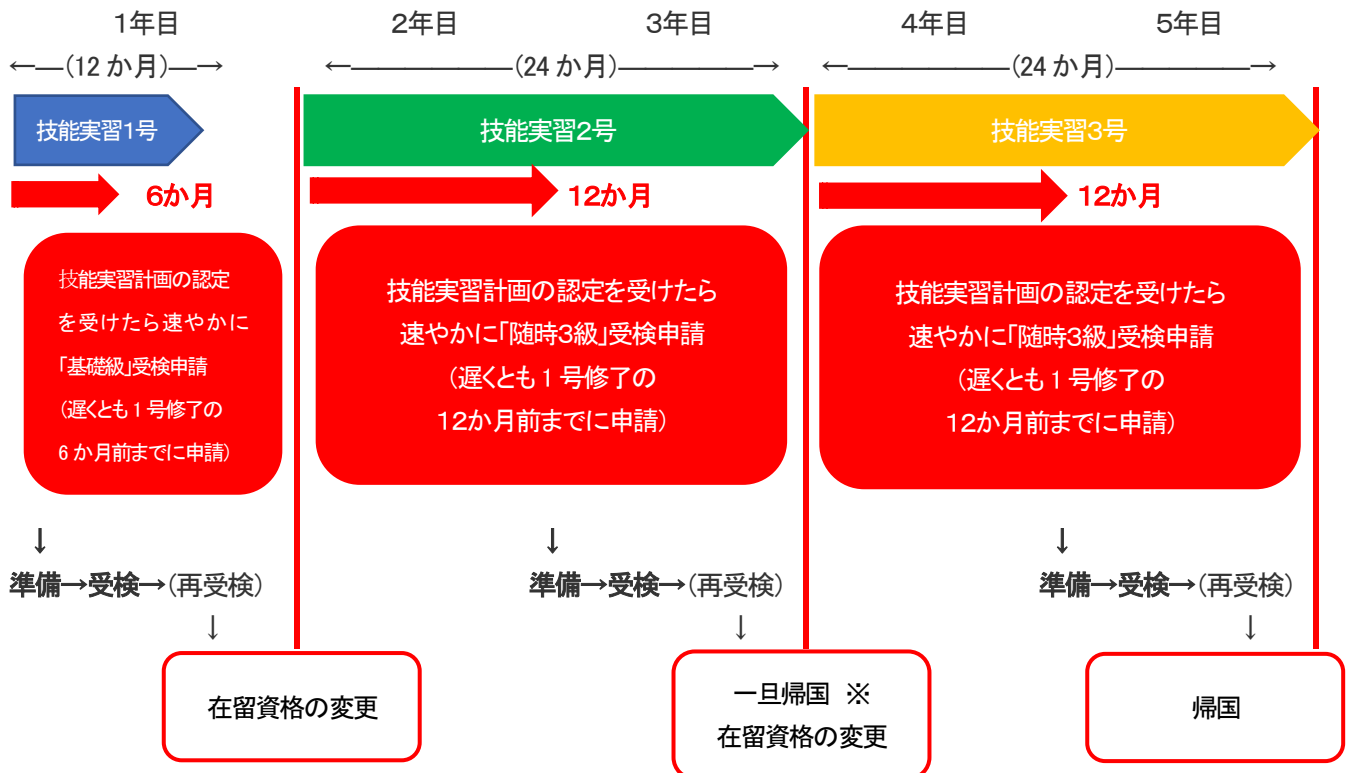 1年目 2年目 3年目 4年目 5年目
←―(12か月)―→ ←――――――(24か月)―――――→ ←―――――――(24か月)――――――→
技能実習1号 技能実習2号 技能実習3号
6か月 12か月 12か月
技能実習計画の認定
を受けたら速やかに
「基礎級」受検申請
(遅くとも1号修了の
6か月前までに申請)
技能実習計画の認定を受けたら
速やかに「随時3級」受検申請
(遅くとも1号修了の
12か月前までに申請)
技能実習計画の認定を受けたら
速やかに「随時3級」受検申請
(遅くとも1号修了の
12か月前までに申請)
↓ ↓ ↓
準備→受検→(再受検) 準備→受検→(再受検) 準備→受検→(再受検)
↓ ↓ ↓
在留資格の変更
一旦帰国 ※
在留資格の変更
帰国